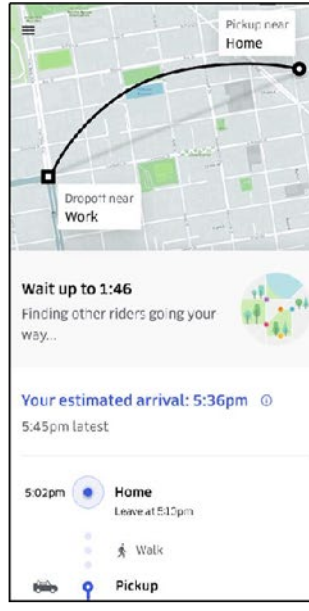 Pickup near
Home
Dropoff near
Work
Wait up to 1:46
Finding other riders going your
way...
Your estimated arrival: 5:36pm
5:45pm latest
5:02pm
Home
Leave at 5:10pm
Walk
Pickup